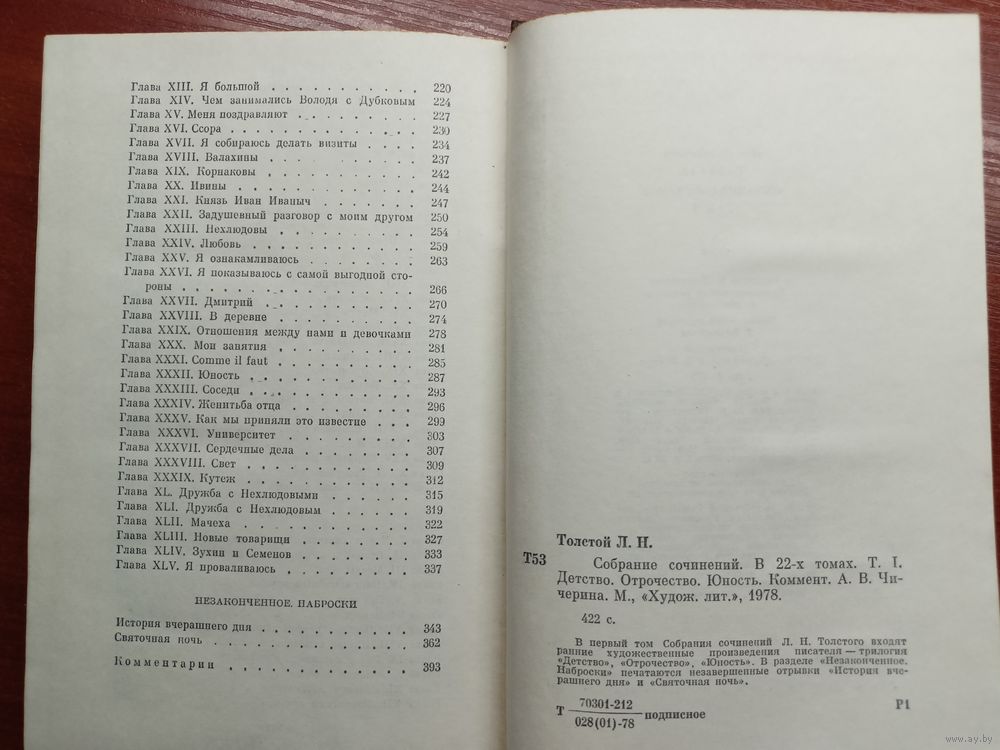 Глава XIII. Я большой . . . . . . . . . . . 220
Глава XIV. Чем занимались Володя с Дубковым 224
Глава XV. Меня поздравляют . . . . . . . . . 227
Глава XVI. Ссора . . . . . . . . . . . . . 230
Глава XVII. Я собираюсь делать визиты . . . . 234
Глава XVIII. Валахины . . . . . . . . . . . 237
Глава XIX. Корнаковы . . . . . . . . . . . 242
Глава XX. Ивины . . . . . . . . . . . . . 244
Глава XXI. Князь Иван Иваныч . . . . . . . . 247
Глава XXII. Задушевный разговор с моим другом 250
Глава XXIII. Нехлюдовы . . . . . . . . . . 254
Глава XXIV. Любовь . . . . . . . . . . . . 259
Глава XXV. Я ознакамливаюсь . . . . . . . . 263
Глава XXVI. Я показываюсь с самой выгодной сто-
роны . . . . . . . . . . . . . . . . . 266
Глава XXVII. Дмитрий . . . . . . . . . . . 270
Глава XXVIII. В деревне . . . . . . . . . . 274
Глава XXIX. Отношения между нами и девочками 278
Глава XXX. Мои занятия . . . . . . . . . . 281
Глава XXXI. Comme il faut . . . . . . . . . 285
Глава XXXII. Юность . . . . . . . . . . . . 287
Глава XXXIII. Соседи . . . . . . . . . . . 293
Глава XXXIV. Женитьба отца . . . . . . . . . 296
Глава XXXV. Как мы приняли это известие . . . 299
Глава XXXVI. Университет . . . . . . . . . 303
Глава XXXVII. Сердечные дела . . . . . . . . 307
Глава XXXVIII. Свет . . . . . . . . . . . . 309
Глава XXXIX. Кутеж . . . . . . . . . . . . 312
Глава XL. Дружба с Нехлюдовыми . . . . . . 315
Глава XLI. Дружба с Нехлюдовым . . . . . . 319
Глава XLII. Мачеха . . . . . . . . . . . . 322
Глава XLIII. Новые товарищи . . . . . . . . 327
Глава XLIV. Зухин и Семенов . . . . . . . . 333
Глава XLV. Я проваливаюсь . . . . . . . . . 337
НЕЗАКОНЧЕННОЕ. НАБРОСКИ
История вчерашнего дня . . . . . . . . . . . 343
Святочная ночь . . . . . . . . . . . . . . 362
Комментарии . . . . . . . . . . . . . . . 393
Толстой Л. Н.
Т53
Собрание сочинений. В 22-х томах. Т. I.
Детство. Отрочество. Юность. Коммент. А. В. Чи-
черина. М., «Худож. лит.», 1978.
422 с.
В первый том Собрания сочинений Л. Н. Толстого входят
ранние художественные произведения писателя — трилогия
«Детство», «Отрочество», «Юность». В разделе «Незаконченное.
Наброски» печатаются незавершенные отрывки «История вче-
рашнего дня» и «Святочная ночь».
Т 70301-212
028(01)-78 подписное
Р1
www.ay.by